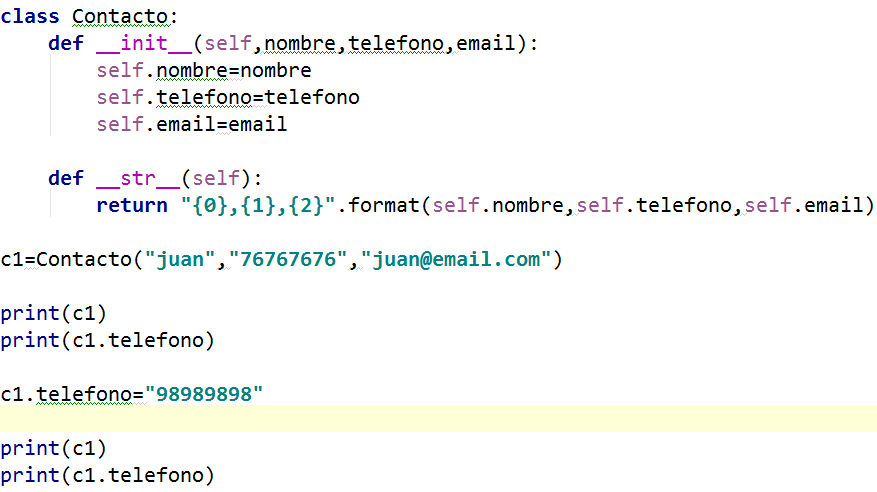 class Contacto:
    def __init__(self,nombre,telefono,email):
        self.nombre=nombre
        self.telefono=telefono
        self.email=email
    def __str__(self):
        return "{0},{1},{2}".format(self.nombre,self.telefono,self.email)
c1=Contacto("juan","76767676","juan@email.com")
print(c1)
print(c1.telefono)
c1.telefono="98989898"
print(c1)
print(c1.telefono)